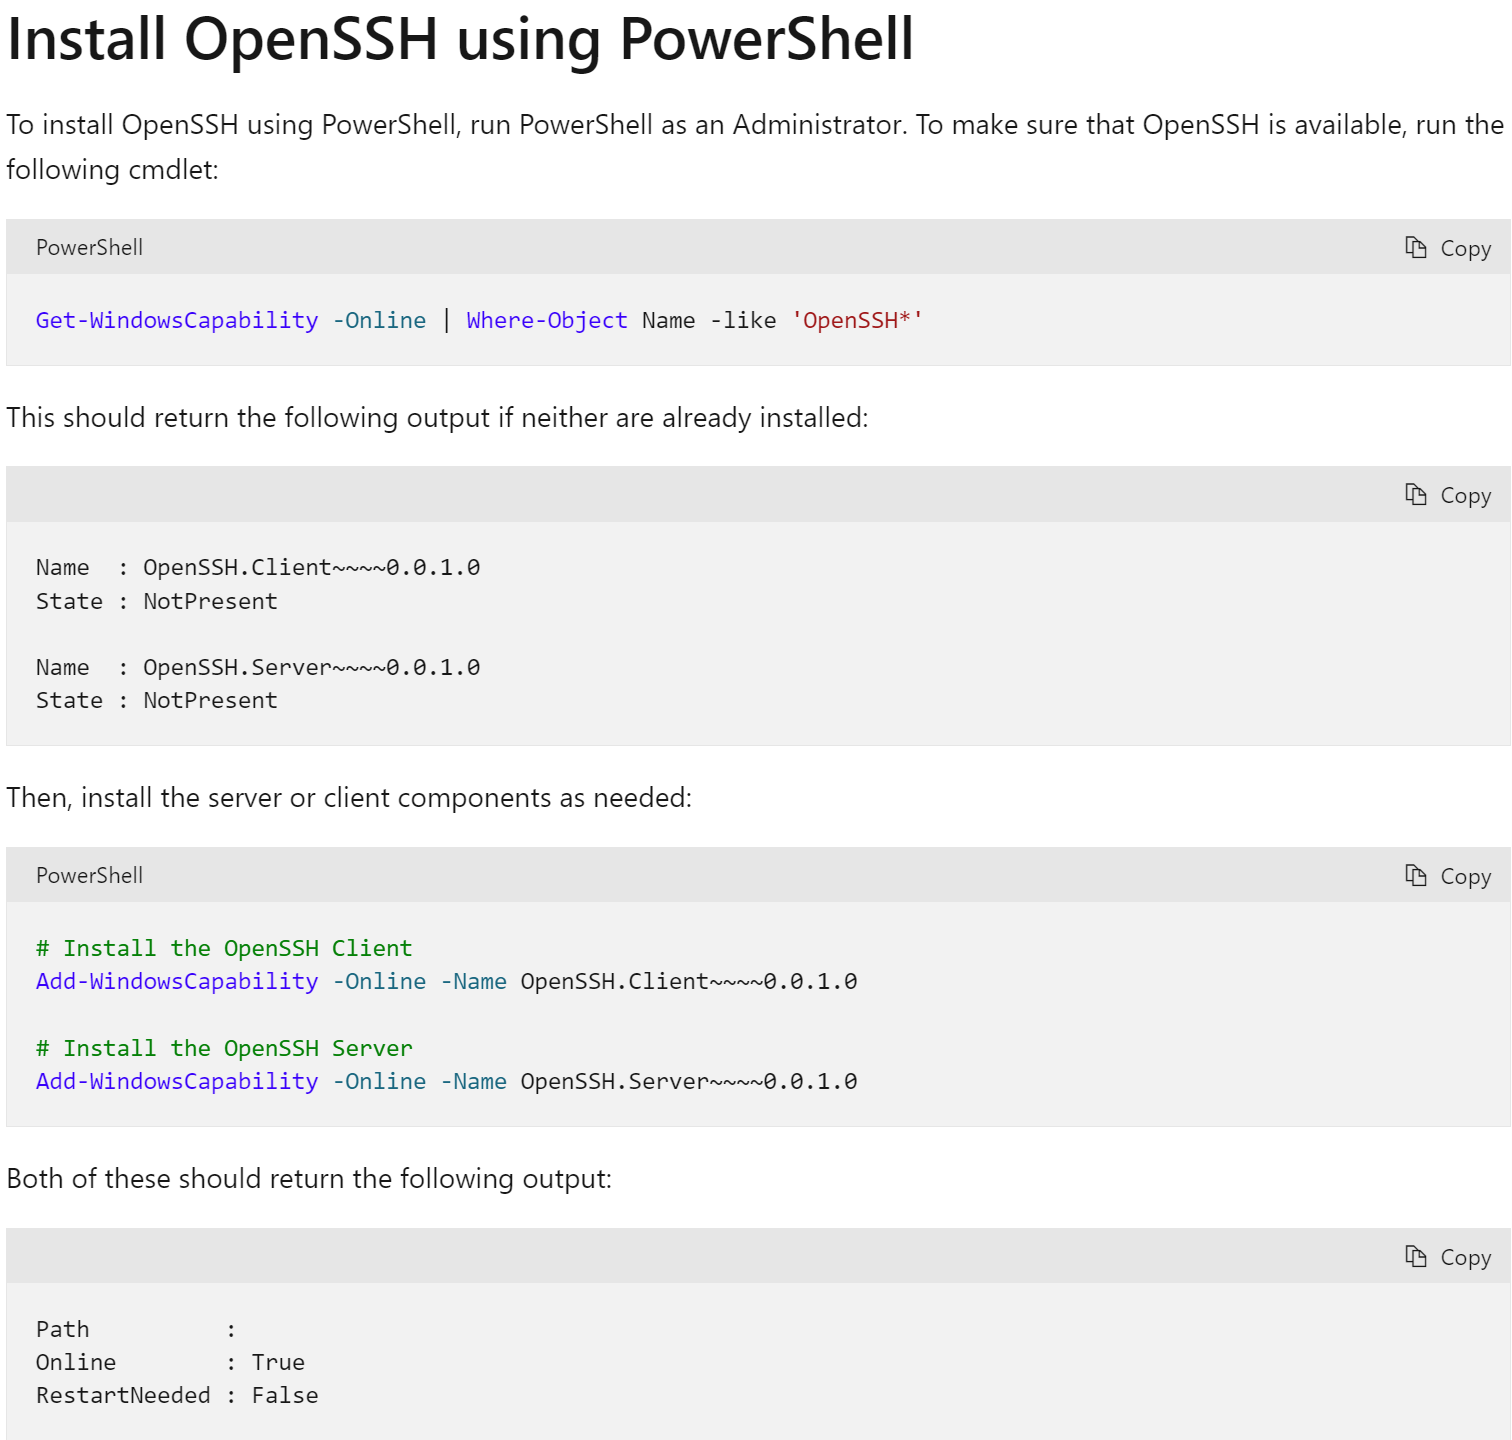 Install OpenSSH using PowerShell
To install OpenSSH using PowerShell, run PowerShell as an Administrator. To make sure that OpenSSH is available, run the
following cmdlet:
PowerShell
Copy
Get-WindowsCapability -Online | Where-Object Name -like 'OpenSSH*'
This should return the following output if neither are already installed:
Copy
Name  : OpenSSH.Client~~~~0.0.1.0
State : NotPresent
Name  : OpenSSH.Server~~~~0.0.1.0
State : NotPresent
Then, install the server or client components as needed:
PowerShell
Copy
# Install the OpenSSH Client
Add-WindowsCapability -Online -Name OpenSSH.Client~~~~0.0.1.0
# Install the OpenSSH Server
Add-WindowsCapability -Online -Name OpenSSH.Server~~~~0.0.1.0
Both of these should return the following output:
Copy
Path          :
Online        : True
RestartNeeded : False